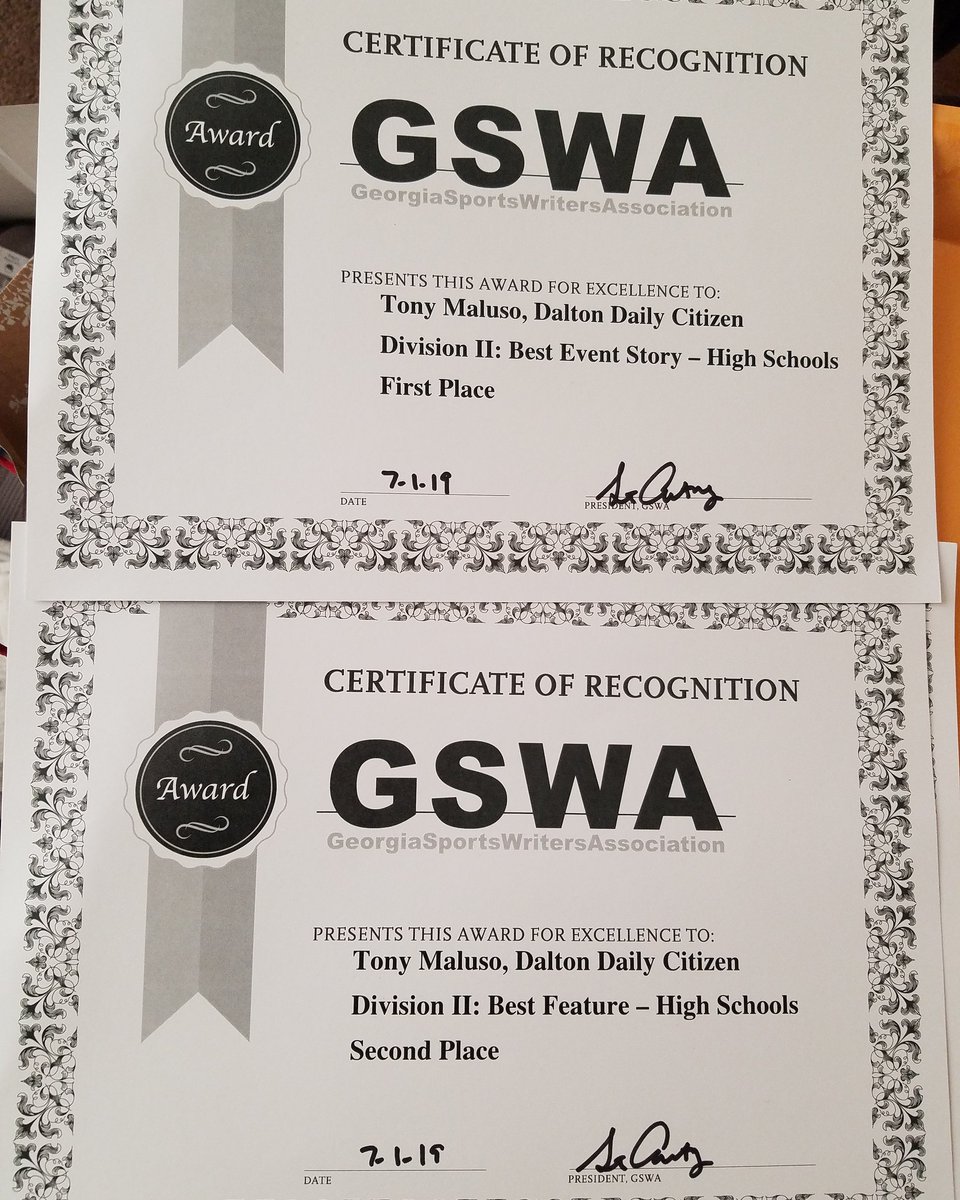 CERTIFICATE OF RECOGNITION
Award
GSWA
GeorgiaSportsWritersAssociation
PRESENTS THIS AWARD FOR EXCELLENCE TO:
Tony Maluso, Dalton Daily Citizen
Division II: Best Event Story – High Schools
First Place
7-1-19
DATE
PRESIDENT, GSWA
CERTIFICATE OF RECOGNITION
Award
GSWA
GeorgiaSportsWritersAssociation
PRESENTS THIS AWARD FOR EXCELLENCE TO:
Tony Maluso, Dalton Daily Citizen
Division II: Best Feature – High Schools
Second Place
7-1-19
DATE
PRESIDENT, GSWA